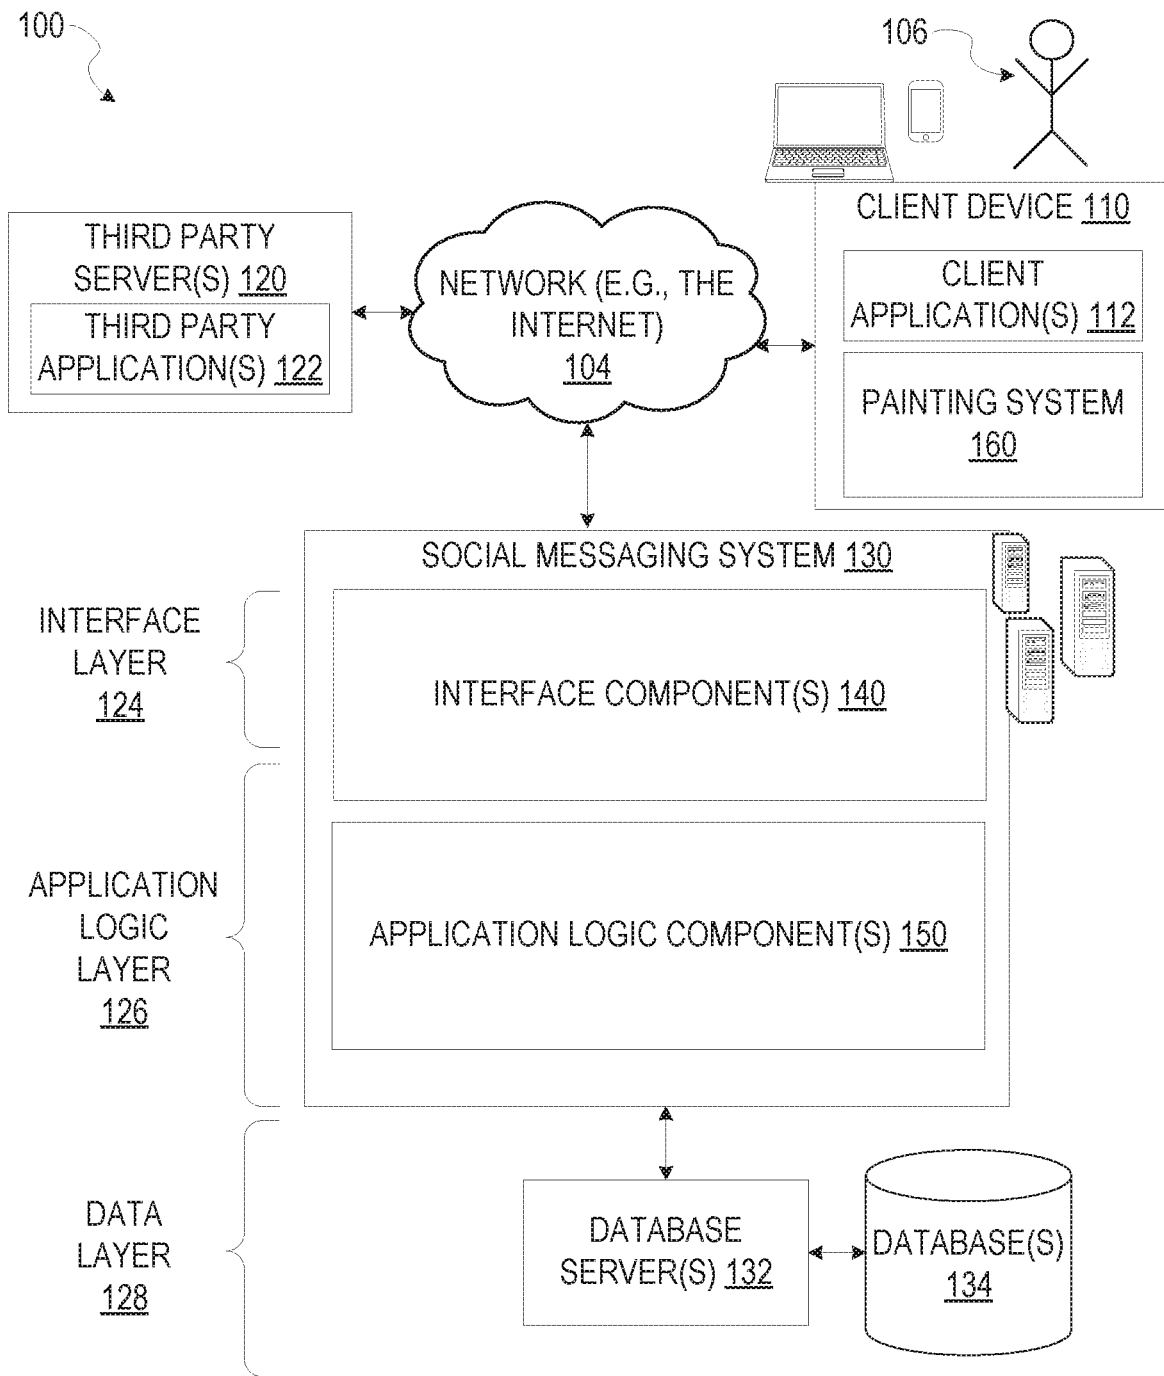 100
106
CLIENT DEVICE 110
CLIENT
APPLICATION(S) 112
PAINTING SYSTEM
160
THIRD PARTY
SERVER(S) 120
THIRD PARTY
APPLICATION(S) 122
NETWORK (E.G., THE
INTERNET)
104
SOCIAL MESSAGING SYSTEM 130
INTERFACE
LAYER
124
INTERFACE COMPONENT(S) 140
APPLICATION
LOGIC
LAYER
126
APPLICATION LOGIC COMPONENT(S) 150
DATA
LAYER
128
DATABASE
SERVER(S) 132
DATABASE(S)
134